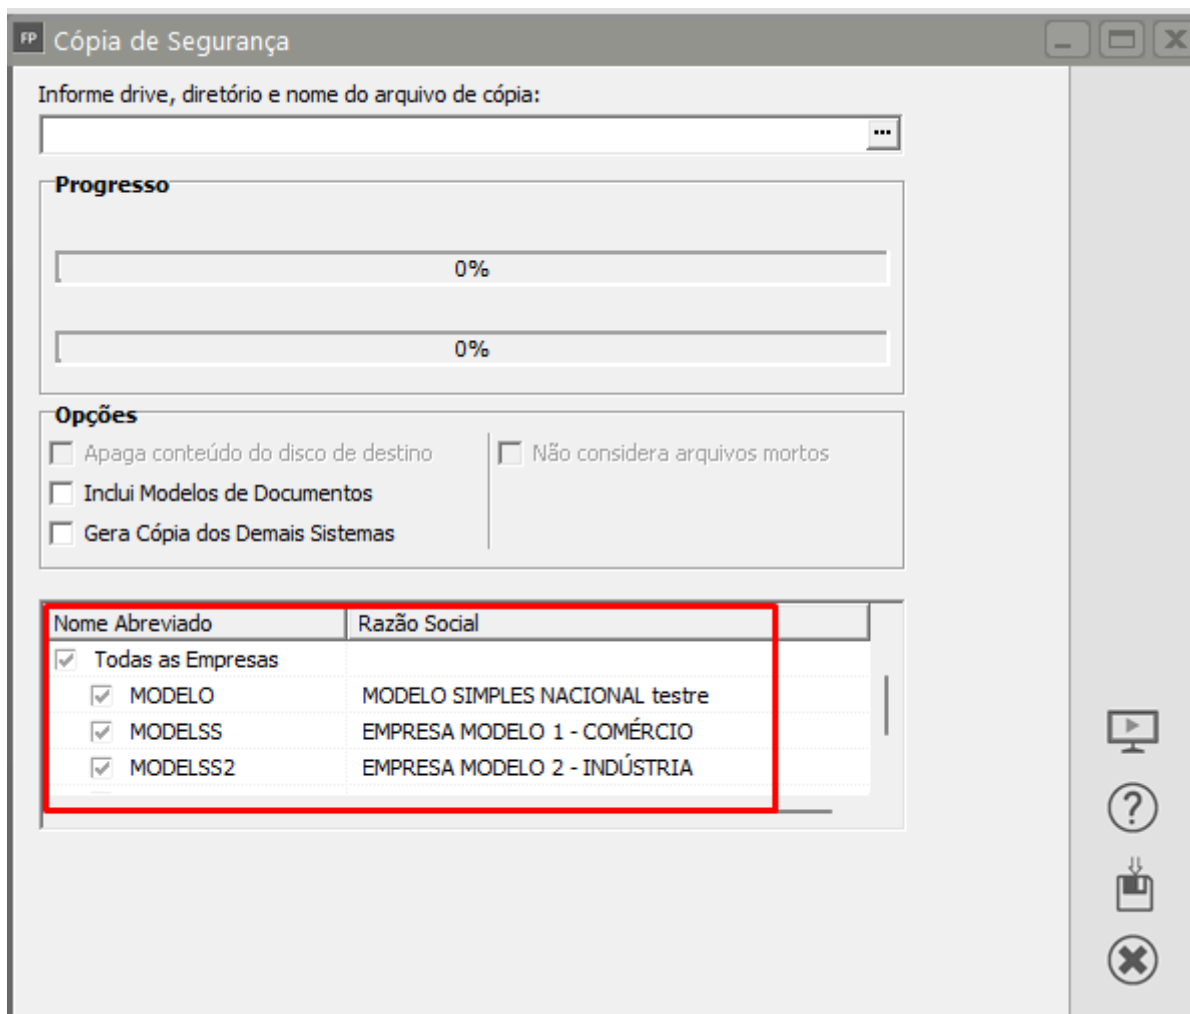 FP Cópia de Segurança
Informe drive, diretório e nome do arquivo de cópia:
...
Progresso
0%
0%
Opções
Apaga conteúdo do disco de destino Não considera arquivos mortos
Inclui Modelos de Documentos
Gera Cópia dos Demais Sistemas
Nome Abreviado Razão Social
Todas as Empresas
MODELO MODELO SIMPLES NACIONAL testre
MODELSS EMPRESA MODELO 1 - COMÉRCIO
MODELSS2 EMPRESA MODELO 2 - INDÚSTRIA